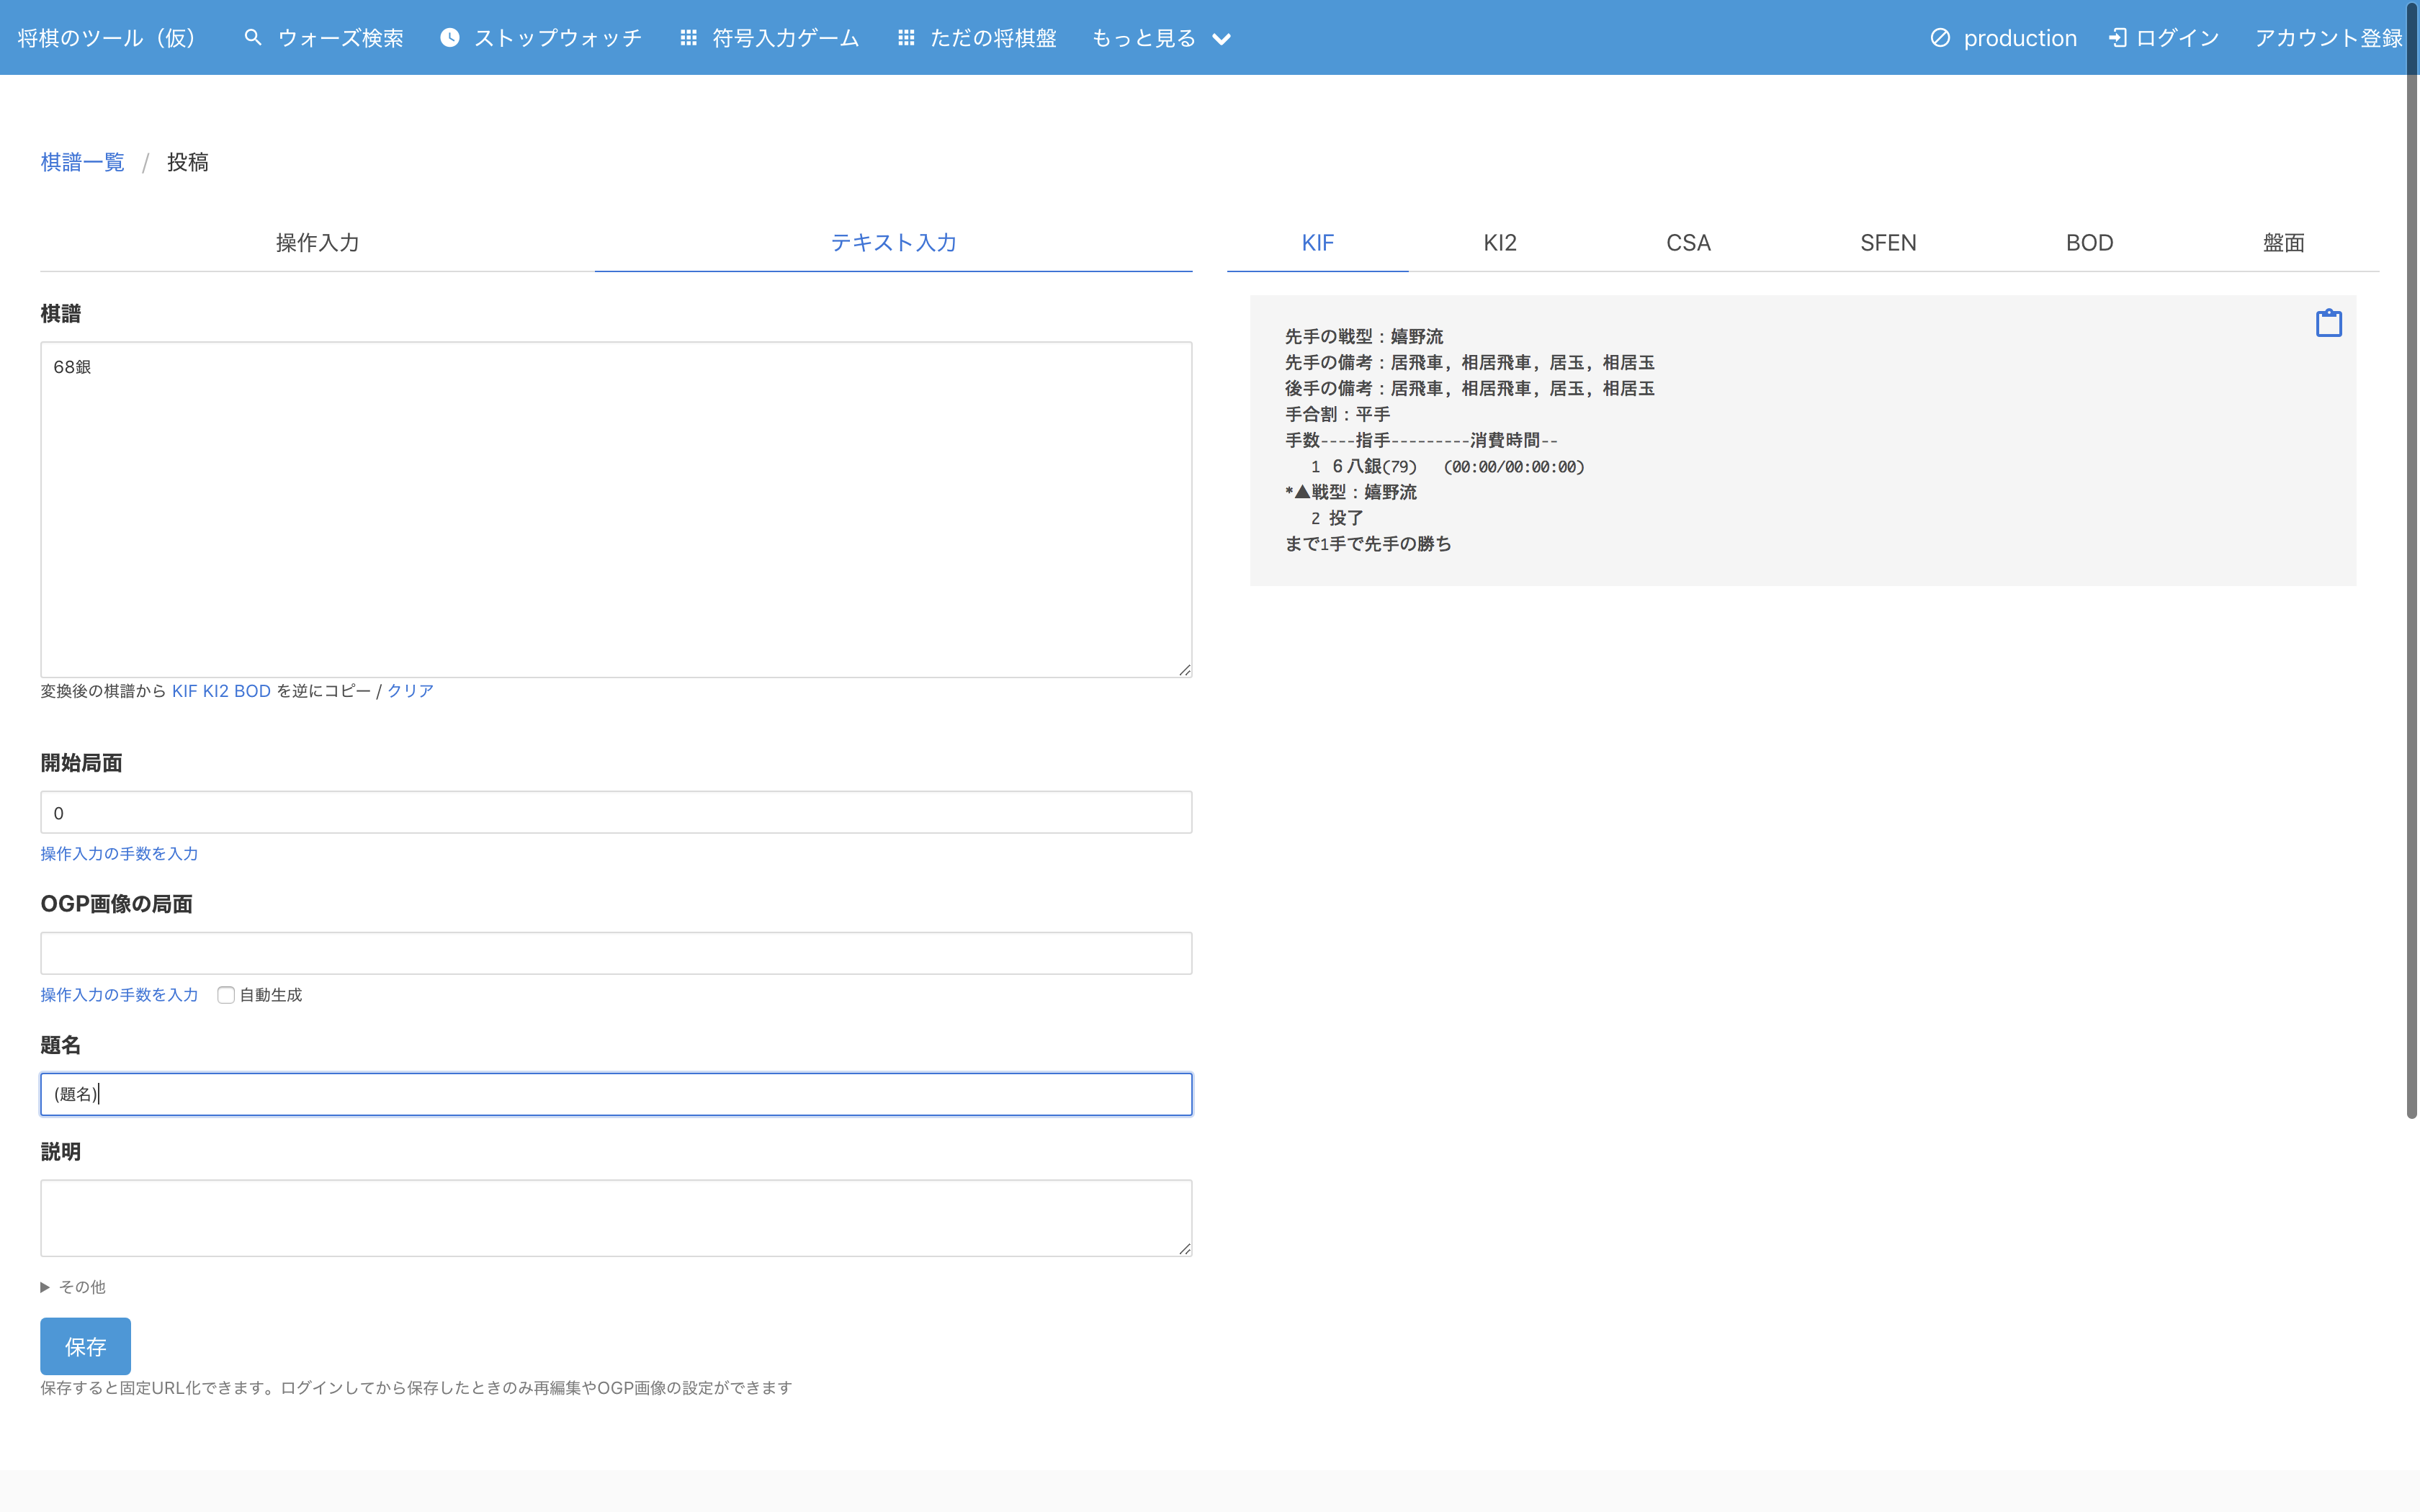 将棋のツール（仮） ウォーズ検索 ストップウォッチ 符号入力ゲーム ただの将棋盤 もっと見る production ログイン アカウント登録
棋譜一覧 / 投稿
操作入力 テキスト入力
棋譜
68銀
変換後の棋譜から KIF KI2 BOD を逆にコピー / クリア
開始局面
0
操作入力の手数を入力
OGP画像の局面
操作入力の手数を入力 自動生成
題名
(題名)
説明
その他
保存
保存すると固定URL化できます。ログインしてから保存したときのみ再編集やOGP画像の設定ができます
KIF KI2 CSA SFEN BOD 盤面
先手の戦型：嬉野流
先手の備考：居飛車, 相居飛車, 居玉, 相居玉
後手の備考：居飛車, 相居飛車, 居玉, 相居玉
手合割：平手
手数----指手---------消費時間--
1 ６八銀(79) (00:00/00:00:00)
*▲戦型：嬉野流
2 投了
まで1手で先手の勝ち